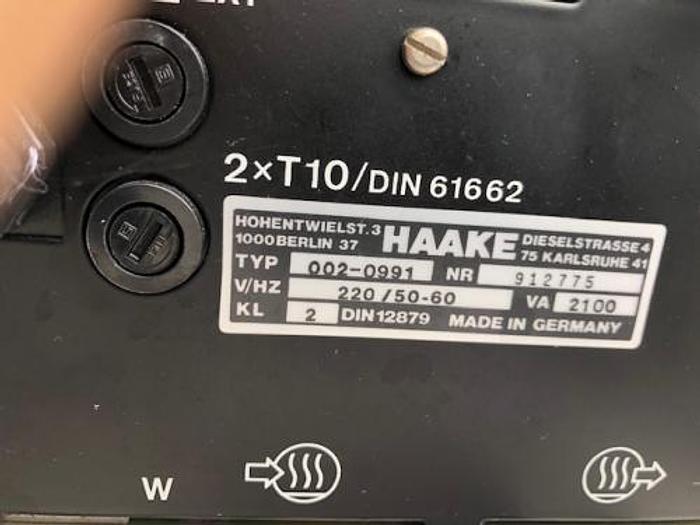 2×T10/DIN 61662
HOHENTWIELST. 3 HAAKE DIESELSTRASSE 4
1000 BERLIN 37 75 KARLSRUHE 41
TYP 002-0991 NR 912775
V/HZ 220/50-60 VA 2100
KL 2 DIN 12879 MADE IN GERMANY
W